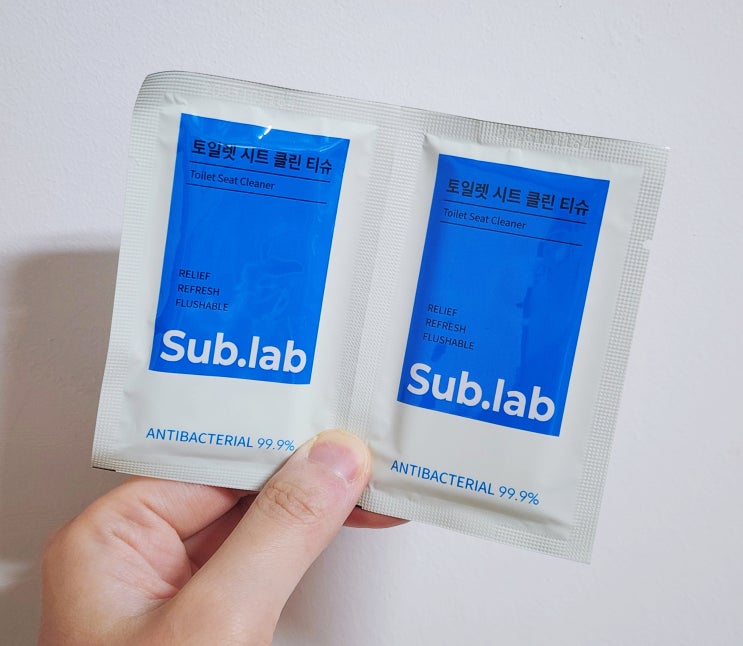 토일렛 시트 클린 티슈
Toilet Seat Cleaner
RELIEF
REFRESH
FLUSHABLE
Sub.lab
ANTIBACTERIAL 99.9%
토일렛 시트 클린 티슈
Toilet Seat Cleaner
RELIEF
REFRESH
FLUSHABLE
Sub.lab
ANTIBACTERIAL 99.9%